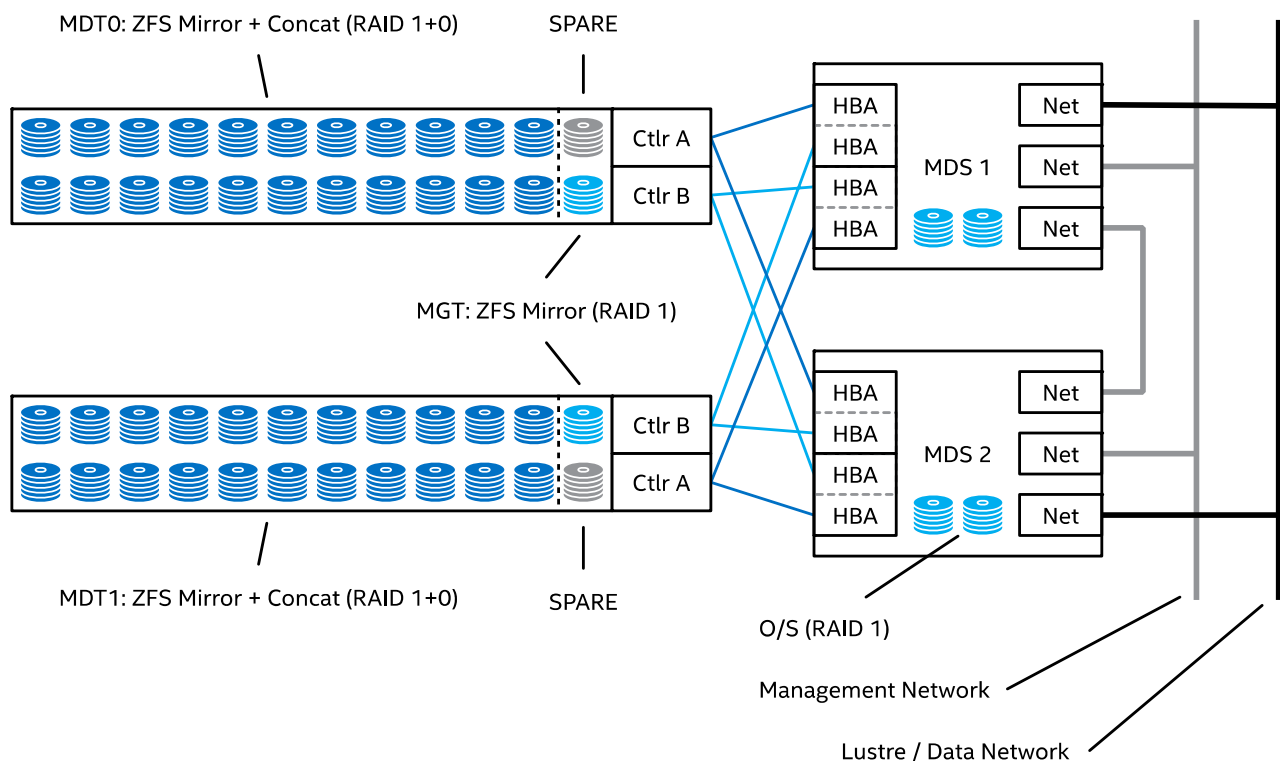 MDT0: ZFS Mirror + Concat (RAID 1+0)
SPARE
Ctlr A
Ctlr B
HBA
HBA
HBA
HBA
MDS 1
Net
Net
Net
MGT: ZFS Mirror (RAID 1)
Ctlr B
Ctlr A
HBA
HBA
HBA
HBA
MDS 2
Net
Net
Net
MDT1: ZFS Mirror + Concat (RAID 1+0)
SPARE
O/S (RAID 1)
Management Network
Lustre / Data Network